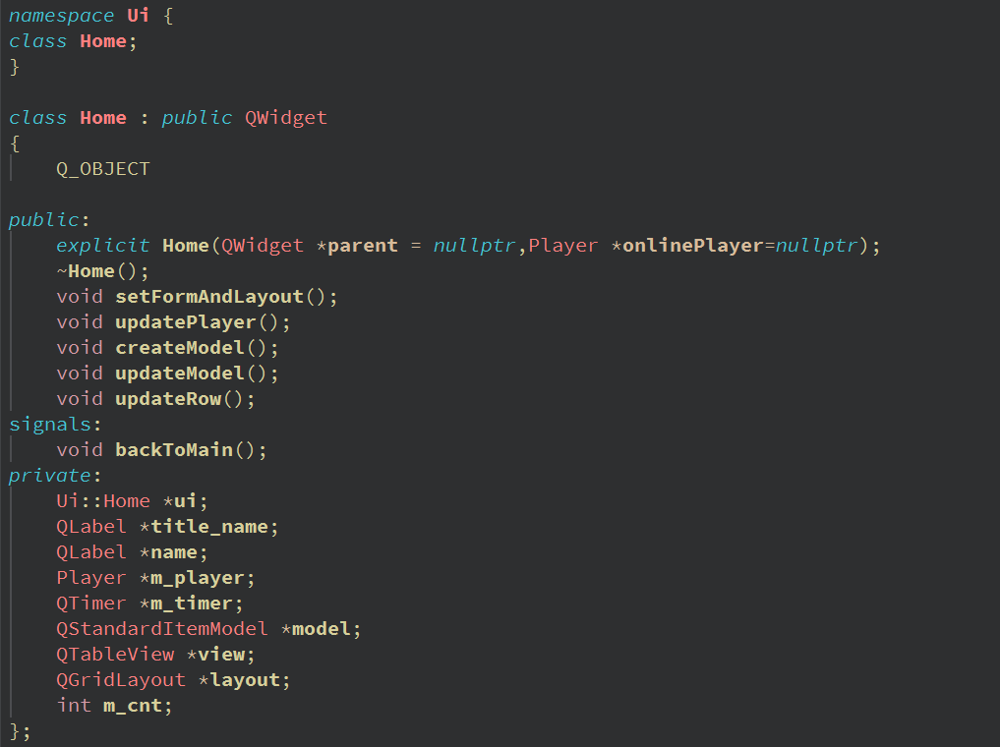 namespace Ui {
class Home;
}
class Home : public QWidget
{
    Q_OBJECT
public:
    explicit Home(QWidget *parent = nullptr,Player *onlinePlayer=nullptr);
    ~Home();
    void setFormAndLayout();
    void updatePlayer();
    void createModel();
    void updateModel();
    void updateRow();
signals:
    void backToMain();
private:
    Ui::Home *ui;
    QLabel *title_name;
    QLabel *name;
    Player *m_player;
    QTimer *m_timer;
    QStandardItemModel *model;
    QTableView *view;
    QGridLayout *layout;
    int m_cnt;
};